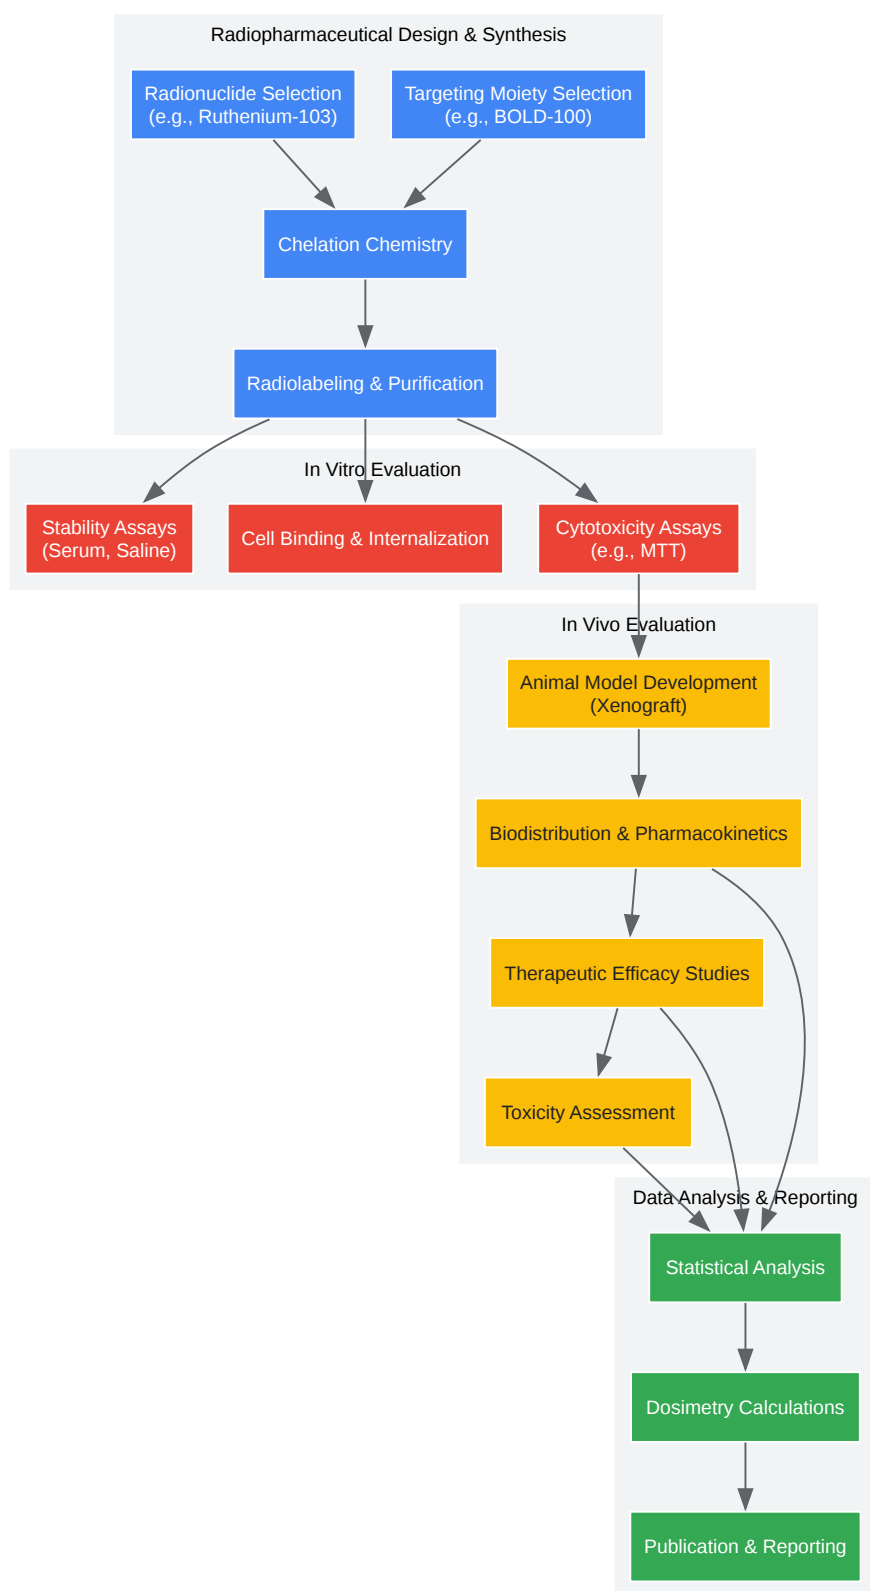 Radiopharmaceutical Design & Synthesis
Radionuclide Selection
(e.g., Ruthenium-103)
Targeting Moiety Selection
(e.g., BOLD-100)
Chelation Chemistry
Radiolabeling & Purification
In Vitro Evaluation
Stability Assays
(Serum, Saline)
Cell Binding & Internalization
Cytotoxicity Assays
(e.g., MTT)
In Vivo Evaluation
Animal Model Development
(Xenograft)
Biodistribution & Pharmacokinetics
Therapeutic Efficacy Studies
Toxicity Assessment
Data Analysis & Reporting
Statistical Analysis
Dosimetry Calculations
Publication & Reporting